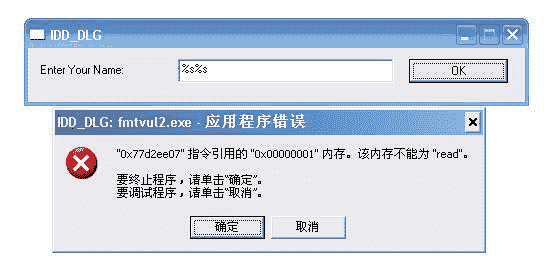 IDD_DLG
Enter Your Name:
%s%s
OK
IDD_DLG: fmtvul2.exe - 应用程序错误
"0x77d2ee07" 指令引用的 "0x00000001" 内存。该内存不能为 "read"。
要终止程序，请单击“确定”。
要调试程序，请单击“取消”。
确定
取消